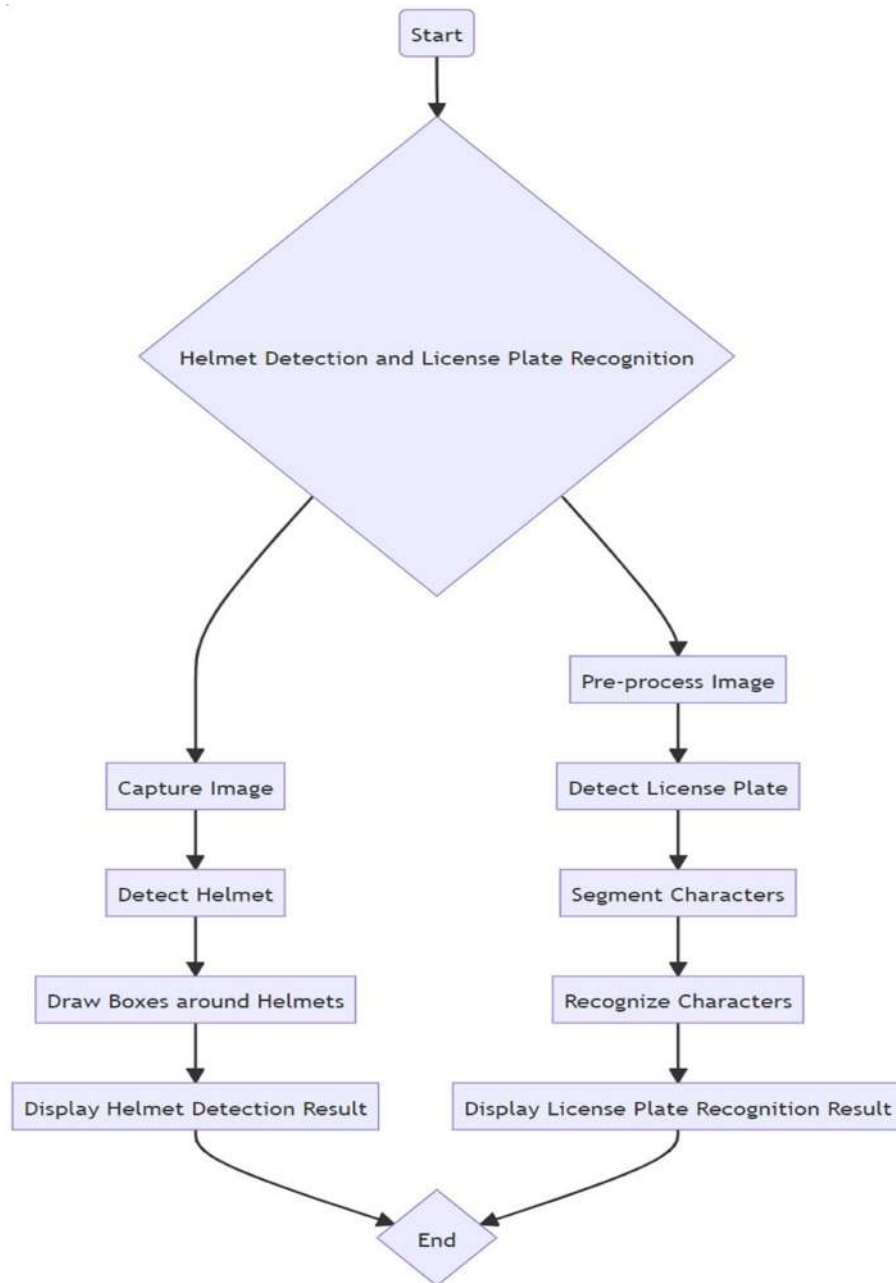 Start
Helmet Detection and License Plate Recognition
Pre-process Image
Capture Image
Detect License Plate
Detect Helmet
Segment Characters
Draw Boxes around Helmets
Recognize Characters
Display Helmet Detection Result
Display License Plate Recognition Result
End